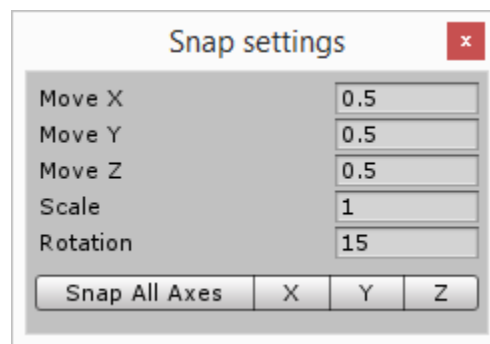 Snap settings x
Move X 0.5
Move Y 0.5
Move Z 0.5
Scale 1
Rotation 15
Snap All Axes X Y Z